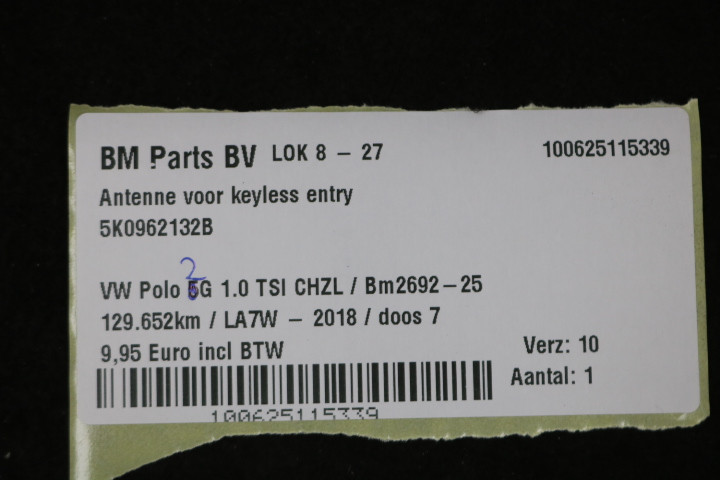 BM Parts BV LOK 8 – 27 100625115339
Antenne voor keyless entry
5K0962132B
2
VW Polo 6G 1.0 TSI CHZL / Bm2692-25
129.652km / LA7W – 2018 / doos 7
9,95 Euro incl BTW Verz: 10
Aantal: 1
100625115339